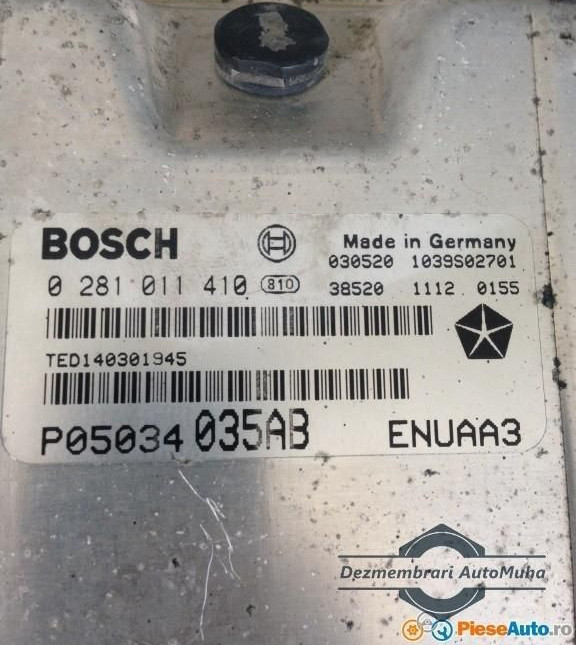 BOSCH
Made in Germany
030520 1039S02701
0 281 011 410 810
38520 1112 0155
TED140301945
P05034 035AB ENUAA3
Dezmembrari AutoMuha
PieseAuto.ro